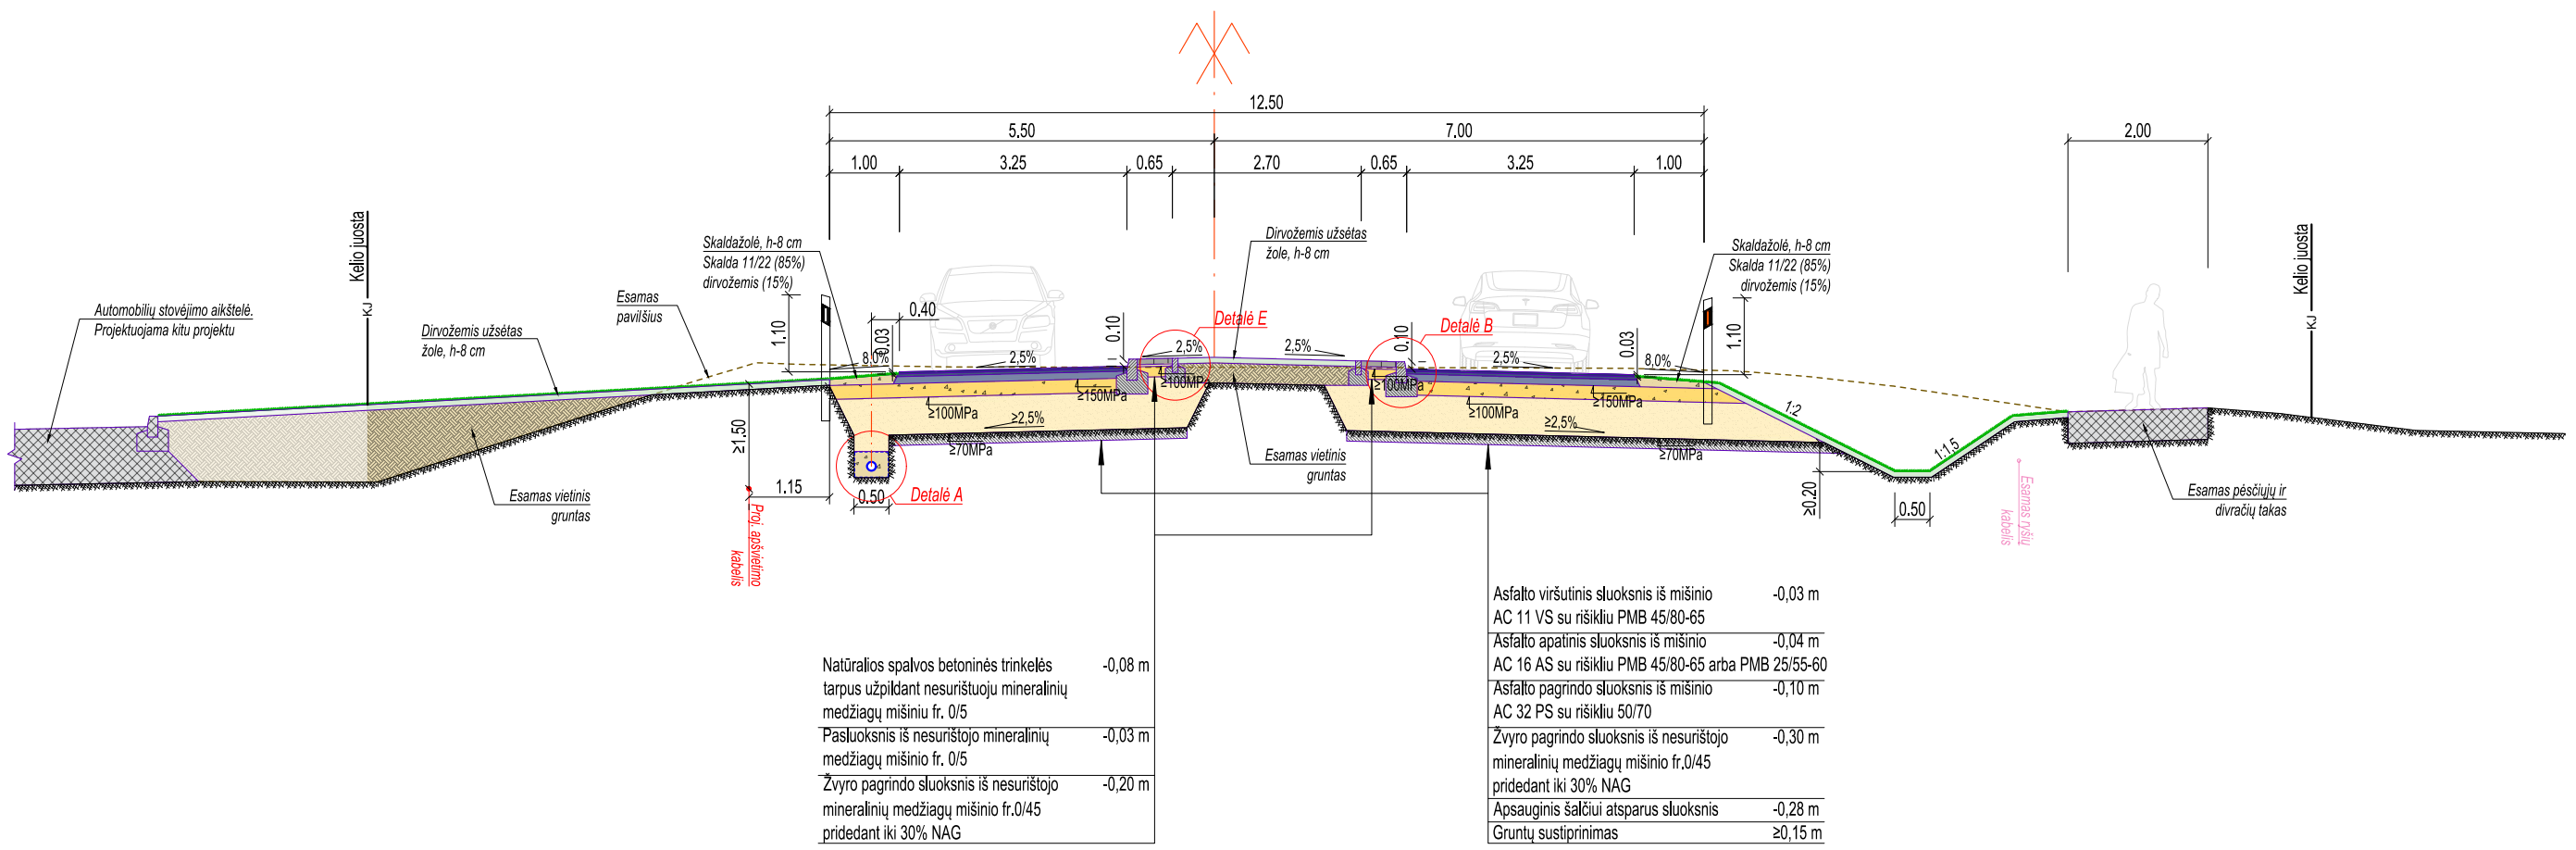 12.50
5.50
7.00
2.00
1.00
3.25
0.65
2.70
0.65
3.25
1.00
Kelio juosta
KJ
Automobilių stovėjimo aikštelė.
Projektuojama kitu projektu
Dirvožemis užsėtas
žole, h-8 cm
Esamas
paviršius
Skaldažolė, h-8 cm
Skalda 11/22 (85%)
dirvožemis (15%)
1.10
0.03
0.40
8,0%
2,5%
0.10
2,5%
Detalė E
Dirvožemis užsėtas
žole, h-8 cm
2,5%
0.10
Detalė B
2,5%
0.03
8,0%
1.10
Skaldažolė, h-8 cm
Skalda 11/22 (85%)
dirvožemis (15%)
Kelio juosta
KJ
≥100MPa
≥150MPa
≥100MPa
≥2,5%
≥70MPa
≥100MPa
≥150MPa
≥100MPa
≥2,5%
≥70MPa
1:2
1:1,5
≥1.50
1.15
0.50
Detalė A
Proj. apšvietimo
kabelis
Esamas vietinis
gruntas
Esamas vietinis
gruntas
≥0.20
0.50
Esamas ryšių
kabelis
Esamas pėsčiųjų ir
divračių takas
Natūralios spalvos betoninės trinkelės -0,08 m
tarpus užpildant nesurištuoju mineralinių
medžiagų mišiniu fr. 0/5
Pasluoksnis iš nesurištojo mineralinių -0,03 m
medžiagų mišinio fr. 0/5
Žvyro pagrindo sluoksnis iš nesurištojo -0,20 m
mineralinių medžiagų mišinio fr.0/45
pridedant iki 30% NAG
Asfalto viršutinis sluoksnis iš mišinio -0,03 m
AC 11 VS su rišikliu PMB 45/80-65
Asfalto apatinis sluoksnis iš mišinio -0,04 m
AC 16 AS su rišikliu PMB 45/80-65 arba PMB 25/55-60
Asfalto pagrindo sluoksnis iš mišinio -0,10 m
AC 32 PS su rišikliu 50/70
Žvyro pagrindo sluoksnis iš nesurištojo -0,30 m
mineralinių medžiagų mišinio fr.0/45
pridedant iki 30% NAG
Apsauginis šalčiui atsparus sluoksnis -0,28 m
Gruntų sustiprinimas ≥0,15 m